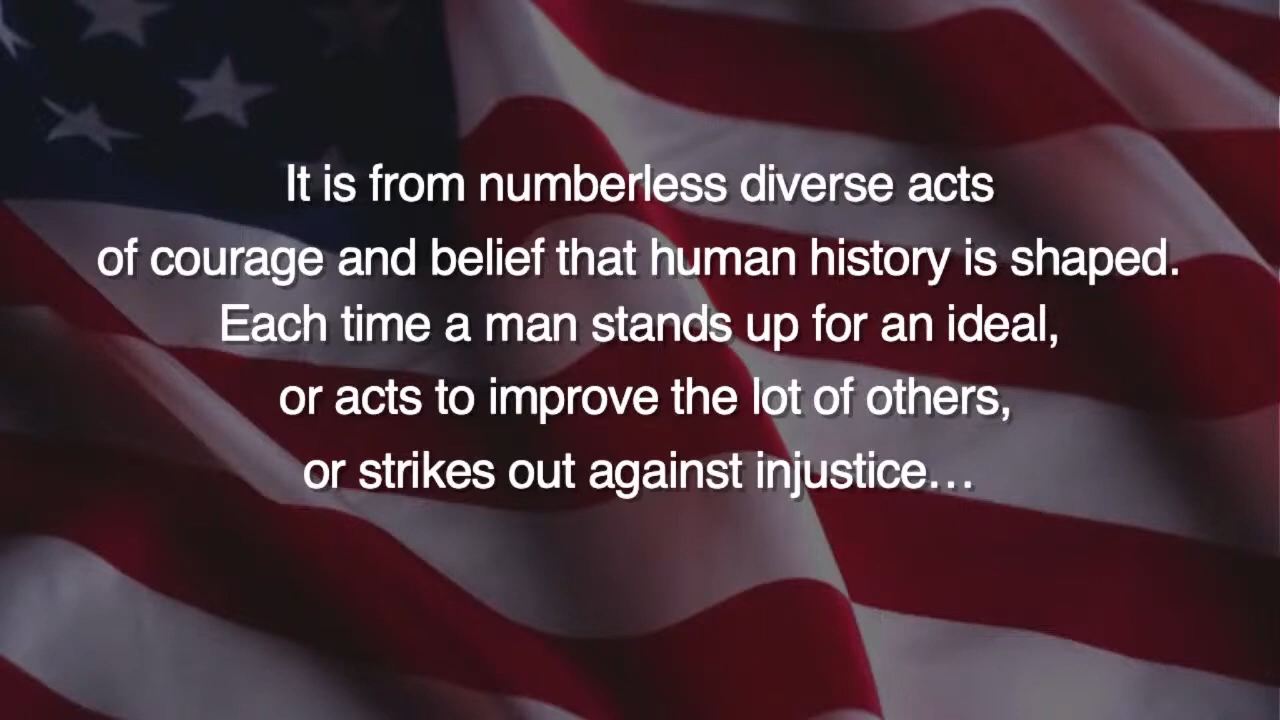 It is from numberless diverse acts
of courage and belief that human history is shaped.
Each time a man stands up for an ideal,
or acts to improve the lot of others,
or strikes out against injustice…